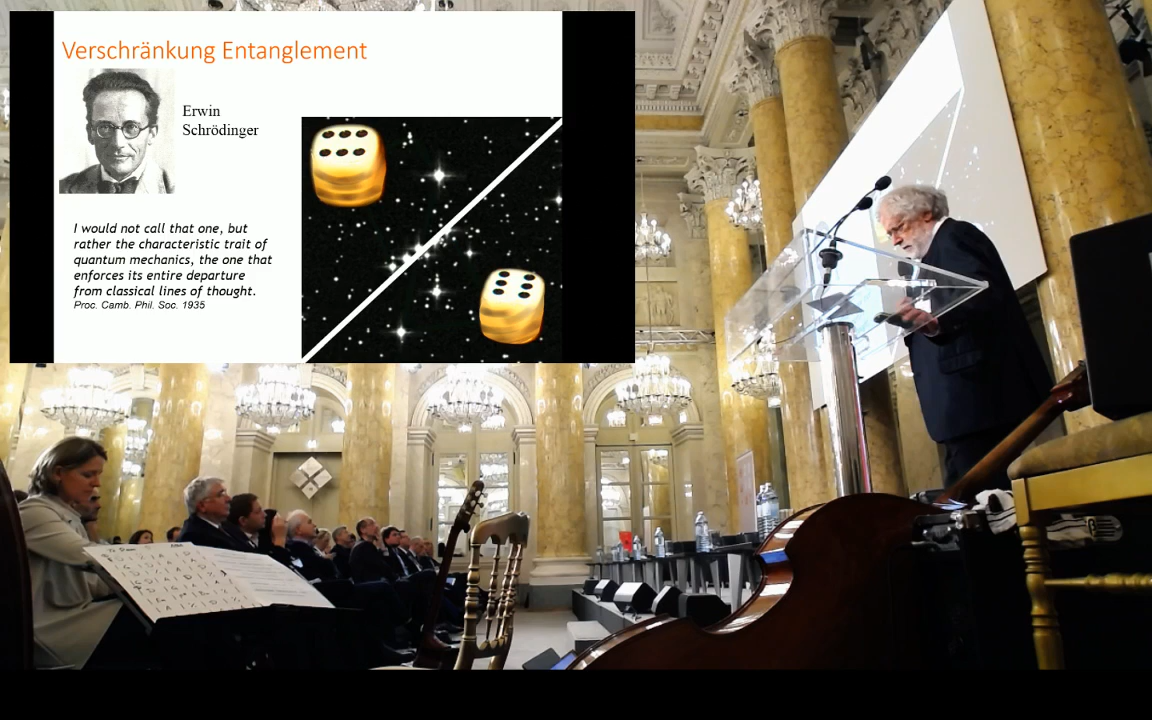 Verschränkung Entanglement
Erwin
Schrödinger
I would not call that one, but
rather the characteristic trait of
quantum mechanics, the one that
enforces its entire departure
from classical lines of thought.
Proc. Camb. Phil. Soc. 1935